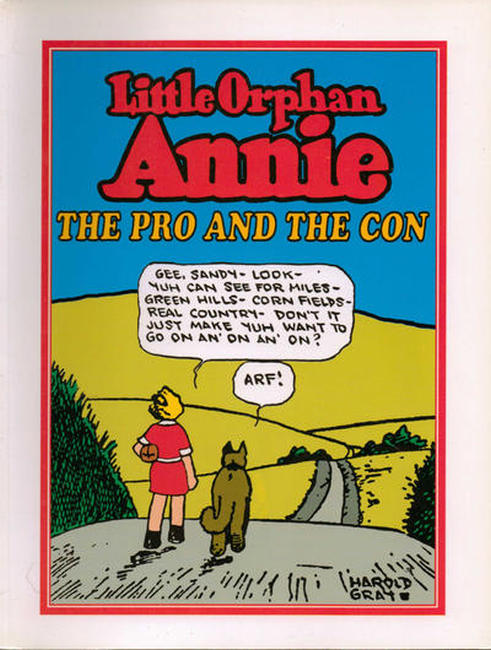 Little Orphan
Annie
THE PRO AND THE CON
GEE, SANDY- LOOK-
YUH CAN SEE FOR MILES-
GREEN HILLS- CORN FIELDS-
REAL COUNTRY- DON'T IT
JUST MAKE YUH WANT TO
GO ON AN' ON AN' ON?
ARF!
HAROLD
GRAY